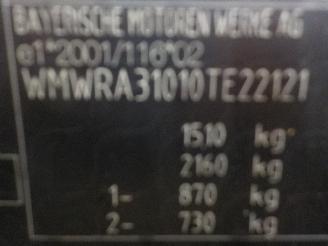 BAYERISCHE MOTOREN WERKE AG
e1*2001/116*02
WMWRA31010TE22121
1510 kg
2160 kg
1- 870 kg
2- 730 kg